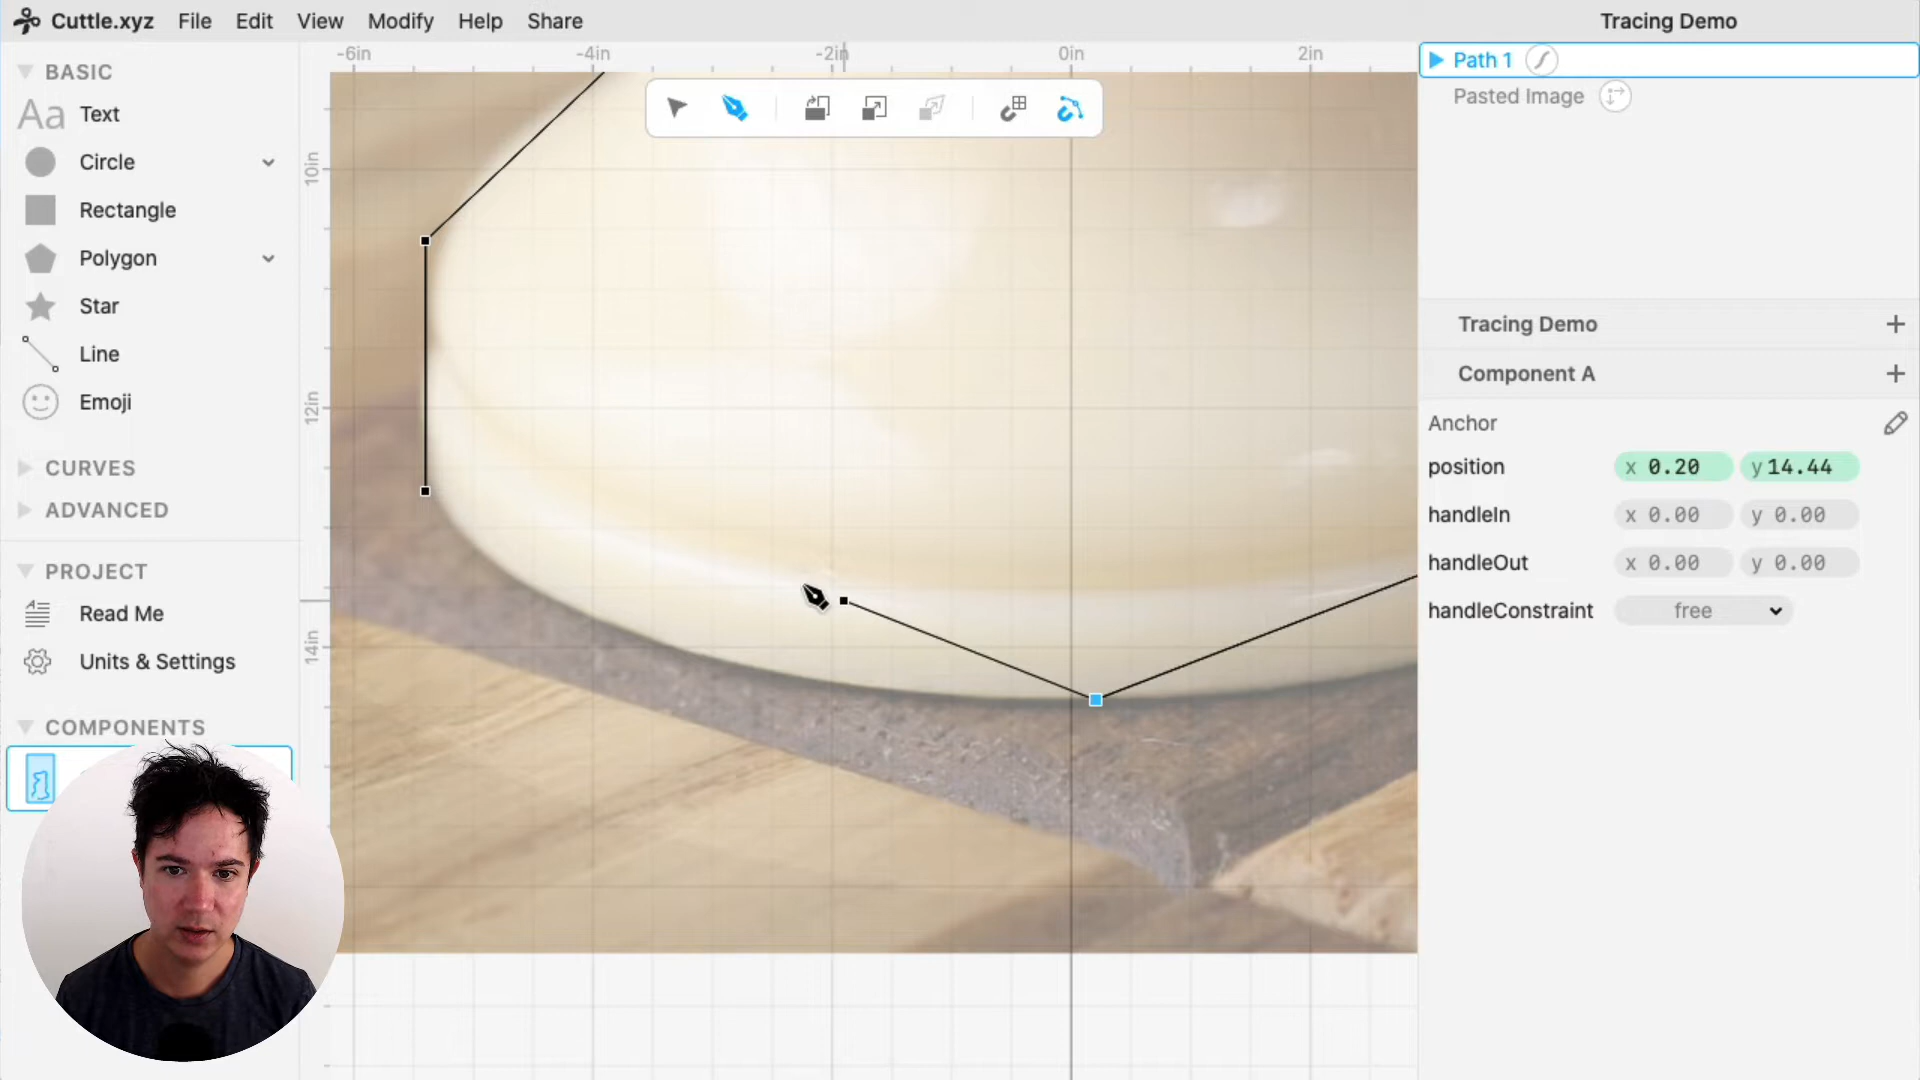 Cuttle.xyz File Edit View Modify Help Share Tracing Demo
BASIC
Aa Text
Circle
Rectangle
Polygon
Star
Line
Emoji
CURVES
ADVANCED
PROJECT
Read Me
Units & Settings
COMPONENTS
-6in -4in -2in 0in 2in
10in
12in
14in
Path 1
Pasted Image
Tracing Demo
Component A
Anchor
position x 0.20 y 14.44
handleIn x 0.00 y 0.00
handleOut x 0.00 y 0.00
handleConstraint free